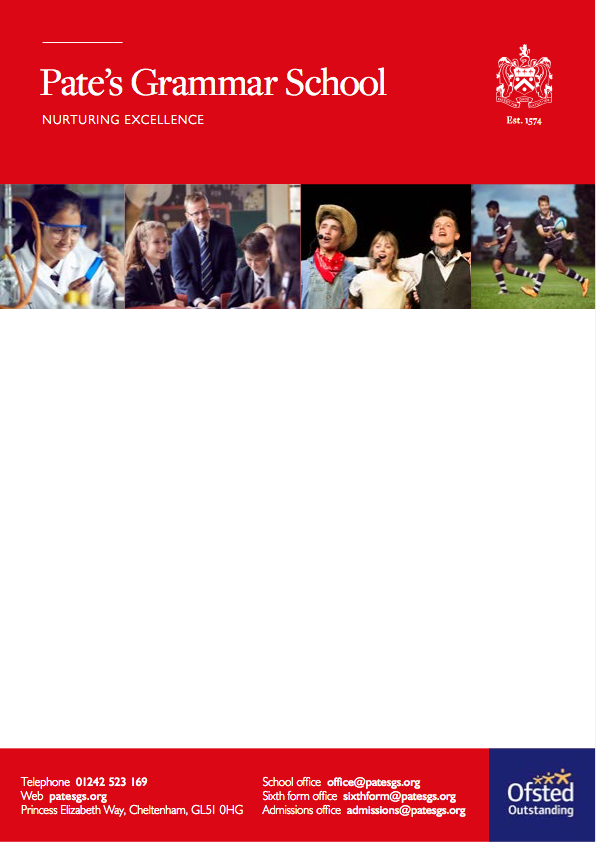 Pate's Grammar School
NURTURING EXCELLENCE
Est. 1574
Telephone 01242 523 169
Web patesgs.org
Princess Elizabeth Way, Cheltenham, GL51 0HG
School office office@patesgs.org
Sixth form office sixthform@patesgs.org
Admissions office admissions@patesgs.org
Ofsted
Outstanding